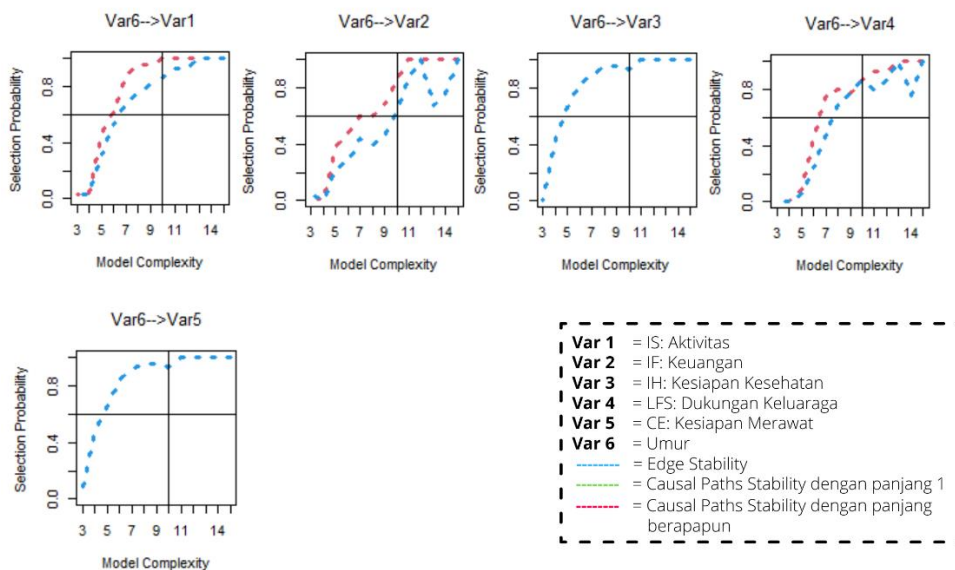 Var6-->Var1
Var6-->Var2
Var6-->Var3
Var6-->Var4
Selection Probability
0.0 0.4 0.8
3 5 7 9 11 14
Model Complexity
Selection Probability
0.0 0.4 0.8
3 5 7 9 11 14
Model Complexity
Selection Probability
0.0 0.4 0.8
3 5 7 9 11 14
Model Complexity
Selection Probability
0.0 0.4 0.8
3 5 7 9 11 14
Model Complexity
Var6-->Var5
Selection Probability
0.0 0.4 0.8
3 5 7 9 11 14
Model Complexity
Var 1 = IS: Aktivitas
Var 2 = IF: Keuangan
Var 3 = IH: Kesiapan Kesehatan
Var 4 = LFS: Dukungan Keluaraga
Var 5 = CE: Kesiapan Merawat
Var 6 = Umur
= Edge Stability
= Causal Paths Stability dengan panjang 1
= Causal Paths Stability dengan panjang
berapapun